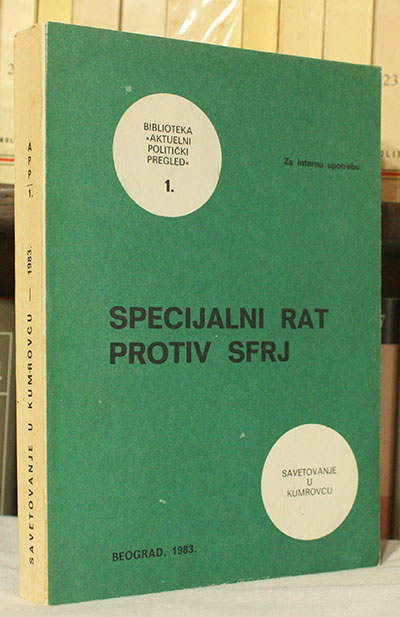 BIBLIOTEKA
»AKTUELNI
POLITIČKI
PREGLED«
1.
Za internu upotrebu
SPECIJALNI RAT
PROTIV SFRJ
SAVETOVANJE
U
KUMROVCU
BEOGRAD, 1983.
A P P / 1.
SAVETOVANJE U KUMROVCU — 1983.
23